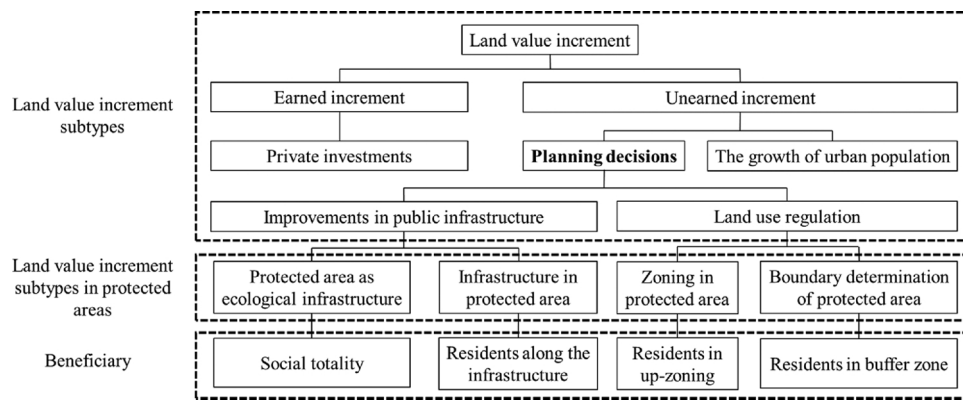 Land value increment
Land value increment
subtypes
Earned increment
Unearned increment
Private investments
Planning decisions
The growth of urban population
Improvements in public infrastructure
Land use regulation
Land value increment
subtypes in protected
areas
Protected area as
ecological infrastructure
Infrastructure in
protected area
Zoning in
protected area
Boundary determination
of protected area
Beneficiary
Social totality
Residents along the
infrastructure
Residents in
up-zoning
Residents in buffer zone